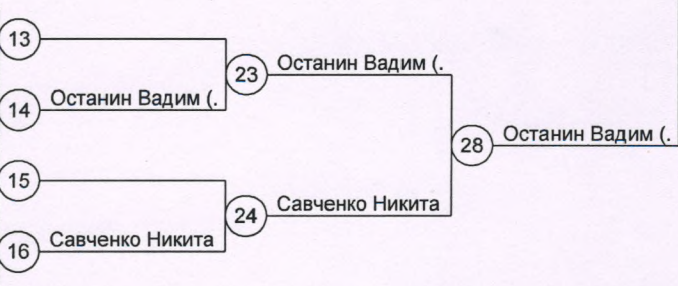 13
Останин Вадим (.
23
14
Останин Вадим (.
28
Останин Вадим (.
15
Савченко Никита
24
16
Савченко Никита